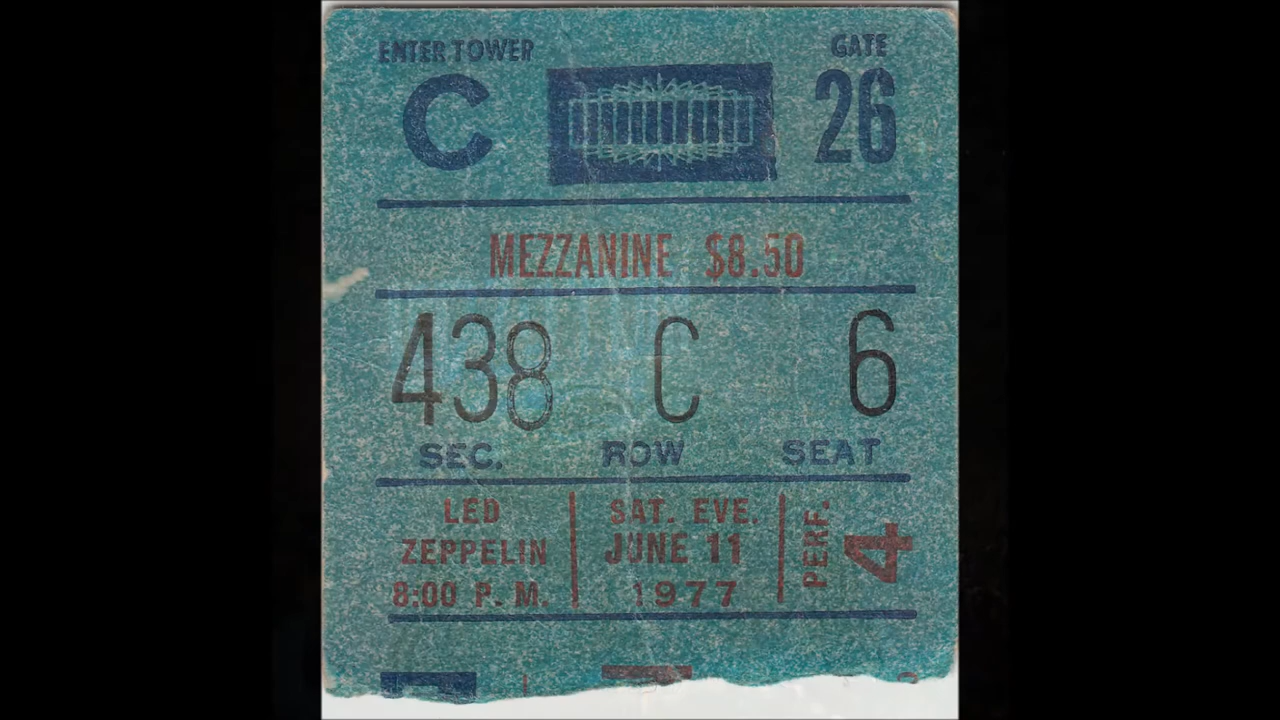 ENTER TOWER GATE
C 26
MEZZANINE $8.50
438 C 6
SEC. ROW SEAT
LED ZEPPELIN 8:00 P. M.
SAT. EVE. JUNE 11 1977
PERF. 4